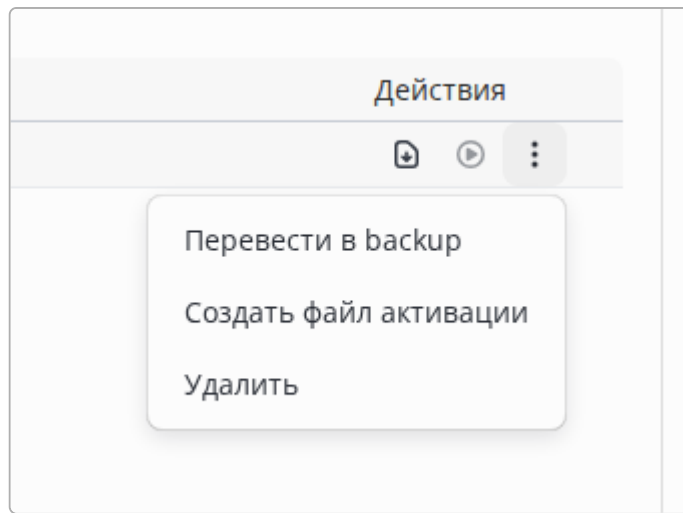 Действия
Перевести в backup
Создать файл активации
Удалить